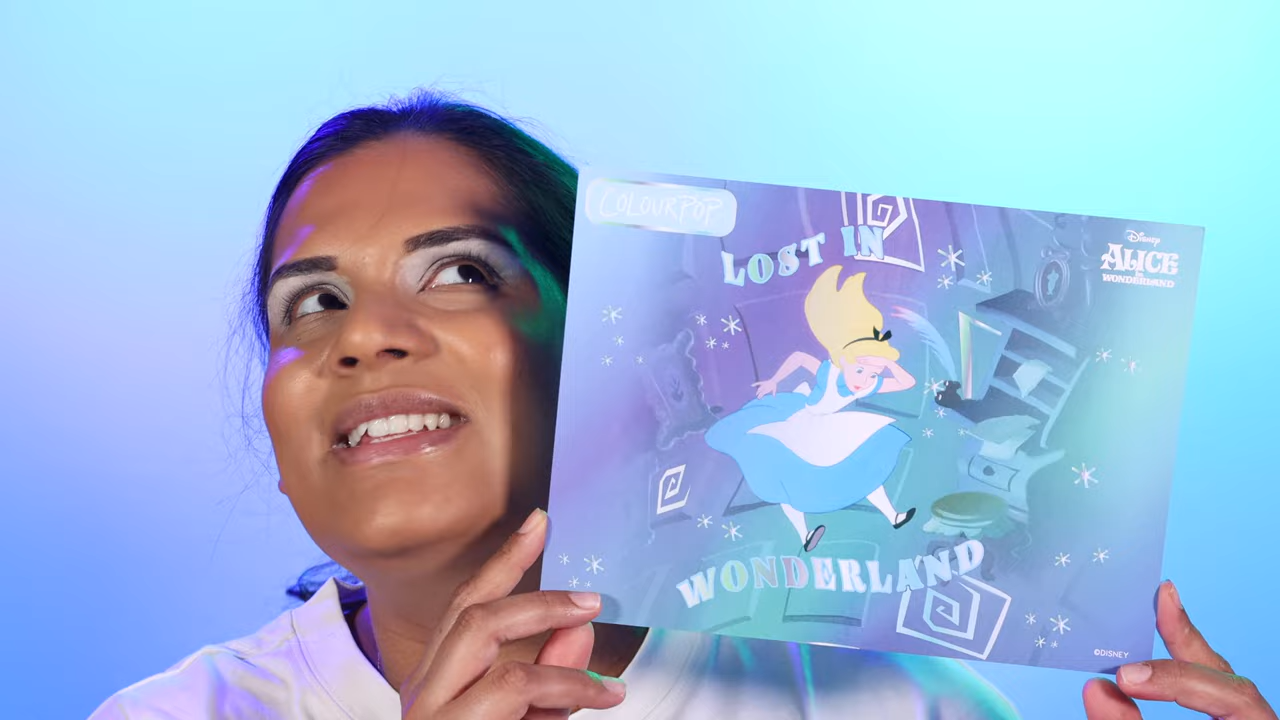 COLOURPOP
LOST IN
WONDERLAND
Disney
ALICE
IN
WONDERLAND
©DISNEY